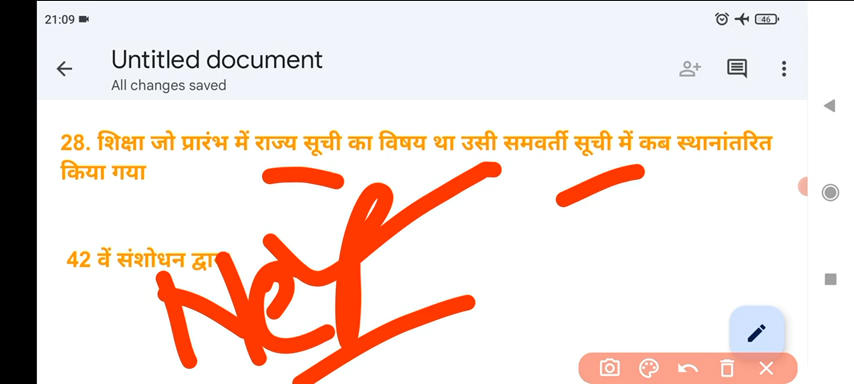 21:09
46
Untitled document
All changes saved
28. शिक्षा जो प्रारंभ में राज्य सूची का विषय था उसी समवर्ती सूची में कब स्थानांतरित
किया गया
42 वें संशोधन